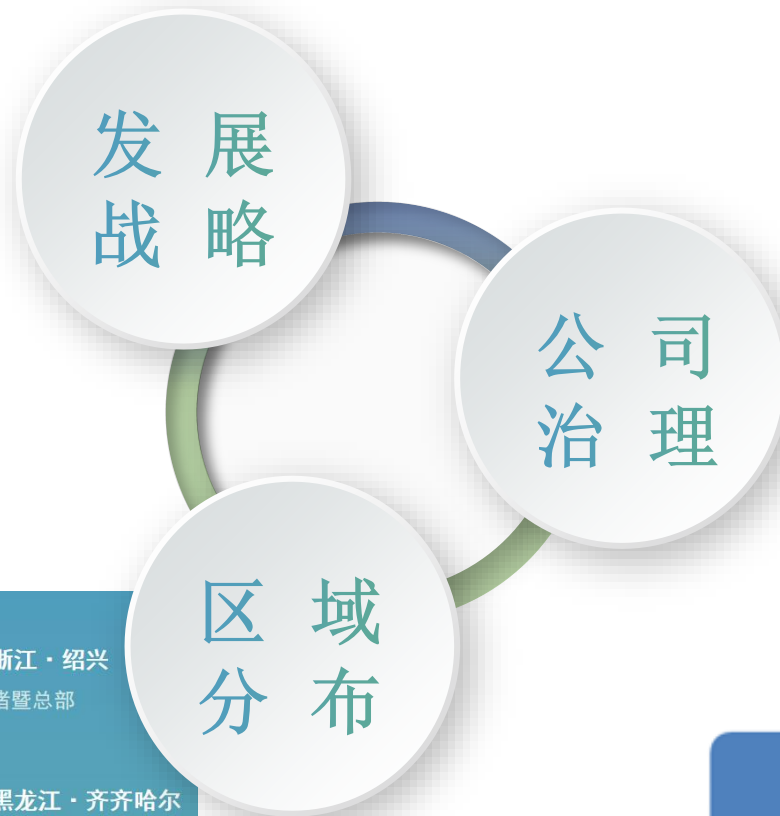 发 展
战 略
公 司
治 理
区 域
分 布
浙江·绍兴
诸暨总部
黑龙江·齐齐哈尔